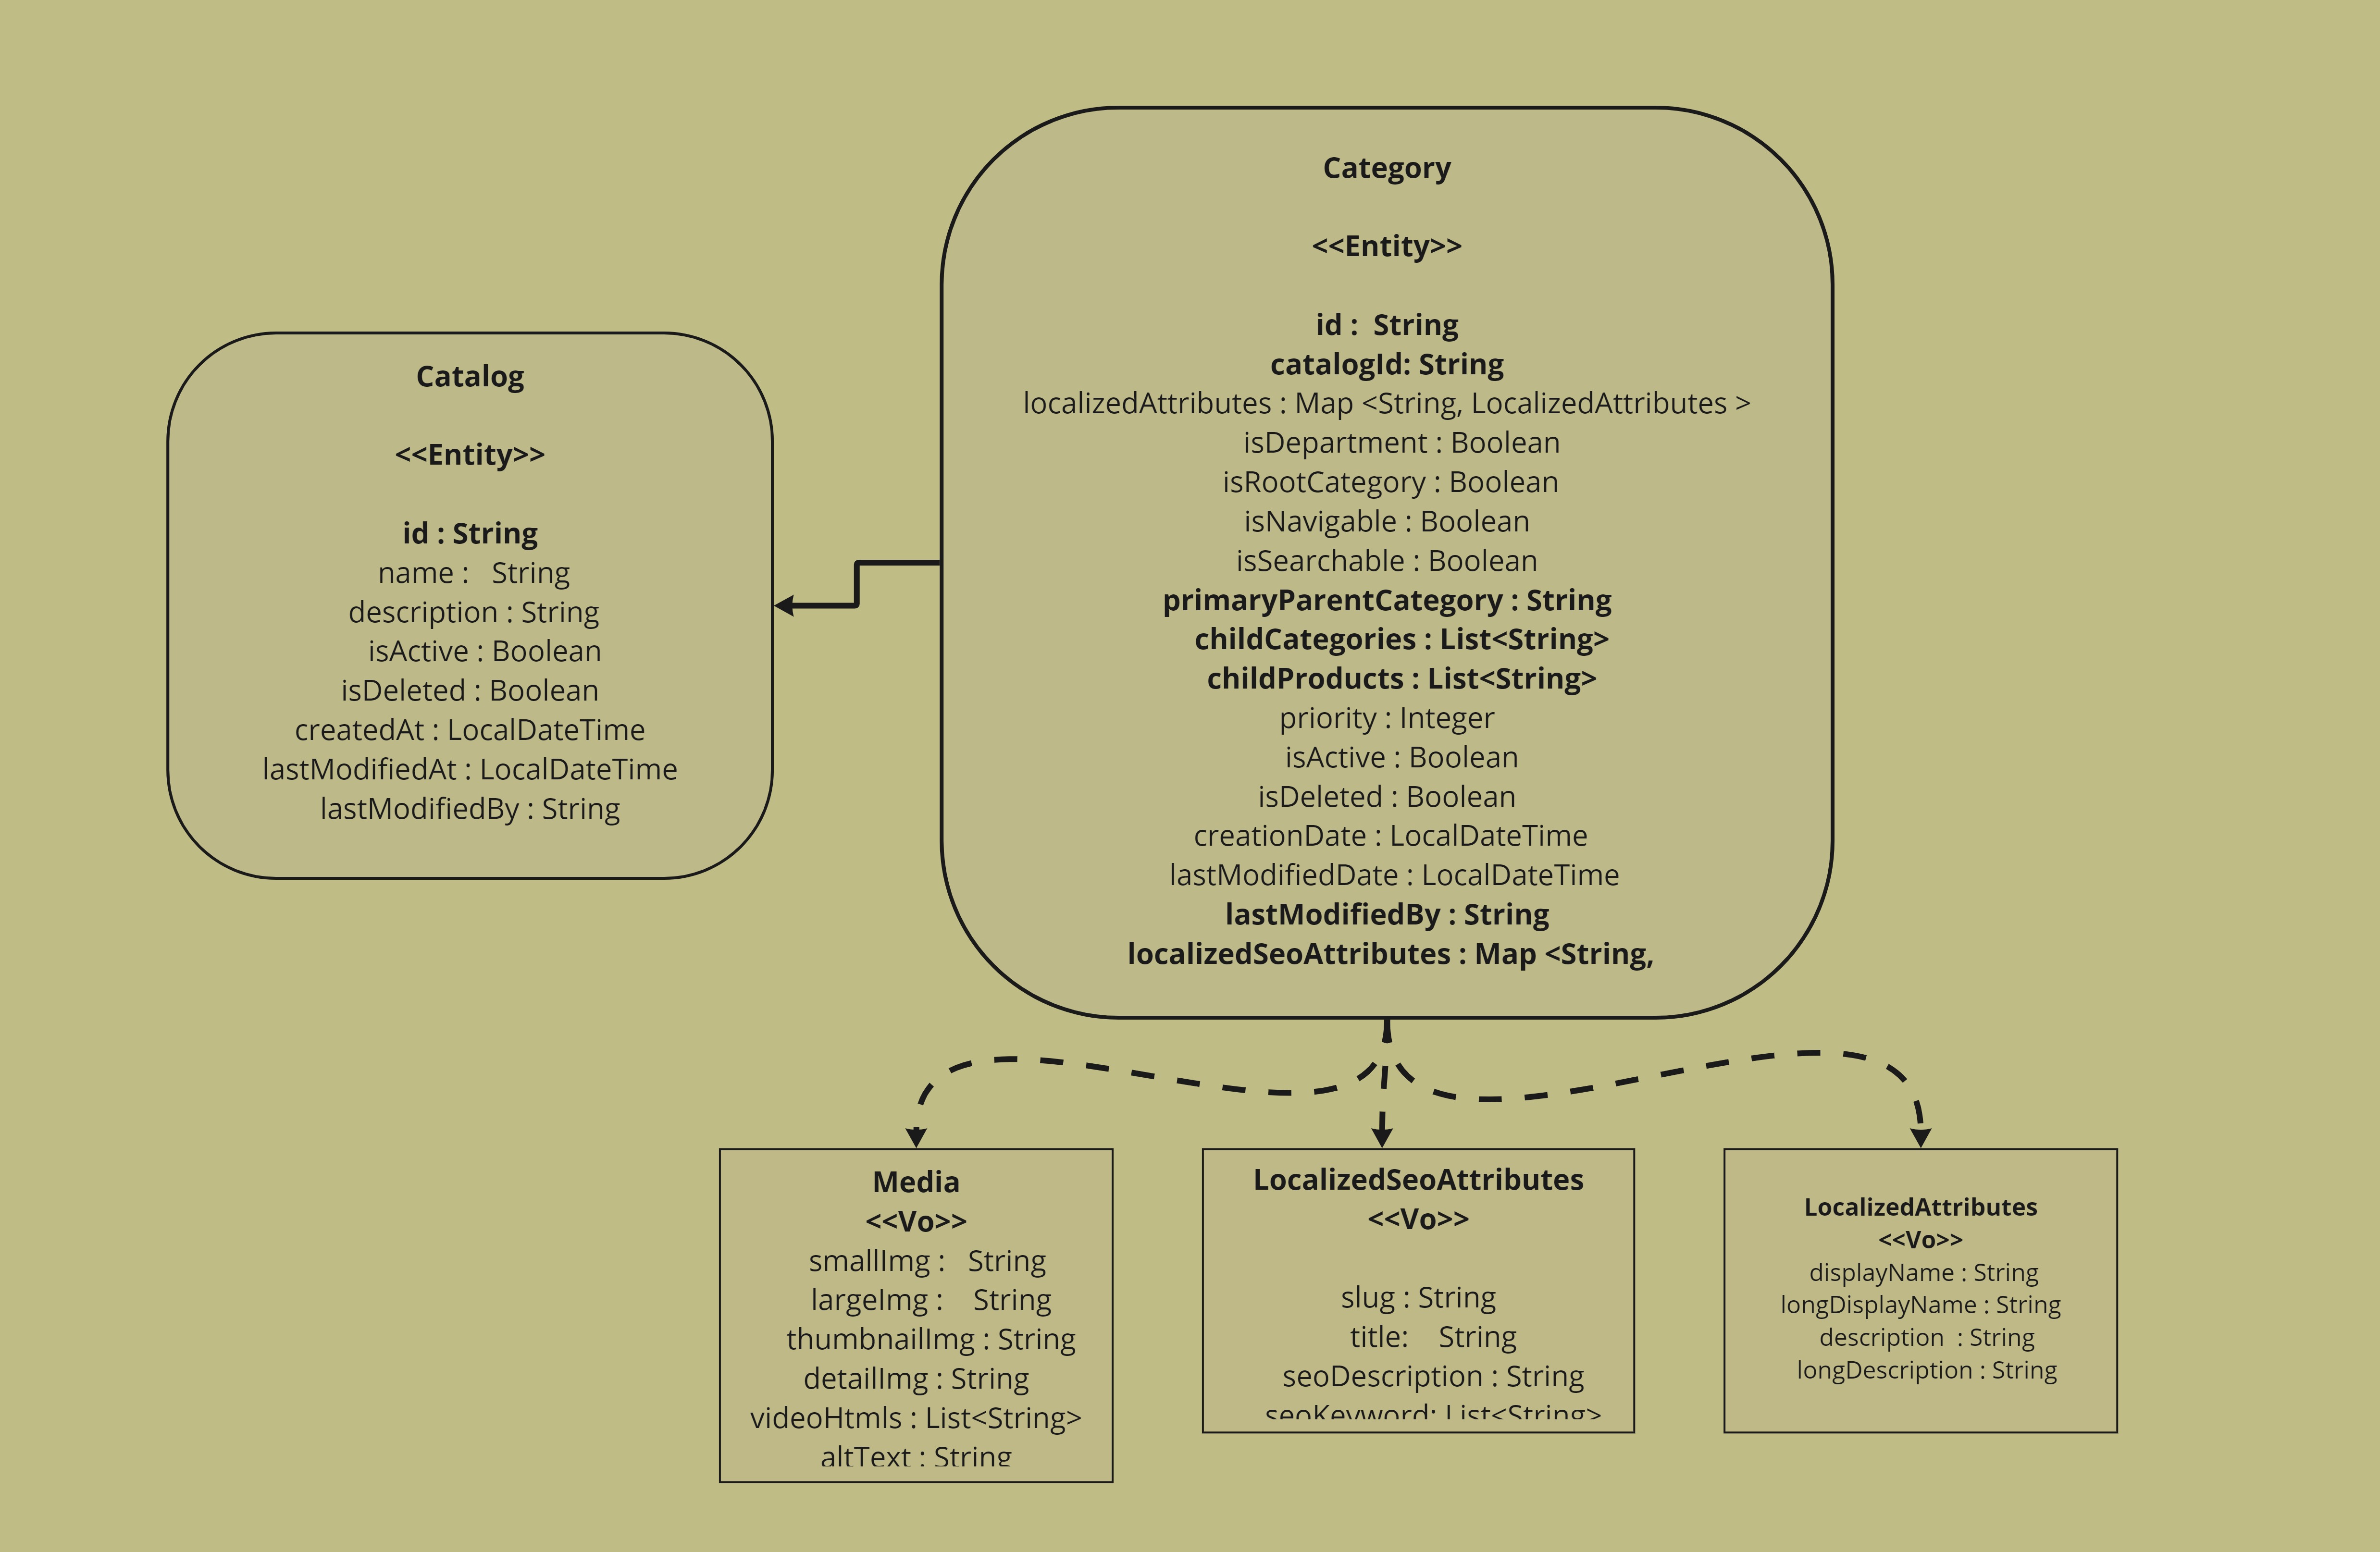 Catalog
<<Entity>>
id : String
name : String
description : String
isActive : Boolean
isDeleted : Boolean
createdAt : LocalDateTime
lastModifiedAt : LocalDateTime
lastModifiedBy : String
Category
<<Entity>>
id : String
catalogId: String
localizedAttributes : Map <String, LocalizedAttributes >
isDepartment : Boolean
isRootCategory : Boolean
isNavigable : Boolean
isSearchable : Boolean
primaryParentCategory : String
childCategories : List<String>
childProducts : List<String>
priority : Integer
isActive : Boolean
isDeleted : Boolean
creationDate : LocalDateTime
lastModifiedDate : LocalDateTime
lastModifiedBy : String
localizedSeoAttributes : Map <String,
Media
<<Vo>>
smallImg : String
largeImg : String
thumbnailImg : String
detailImg : String
videoHtmls : List<String>
altText : String
LocalizedSeoAttributes
<<Vo>>
slug : String
title: String
seoDescription : String
seoKeyword: List<String>
LocalizedAttributes
<<Vo>>
displayName : String
longDisplayName : String
description : String
longDescription : String